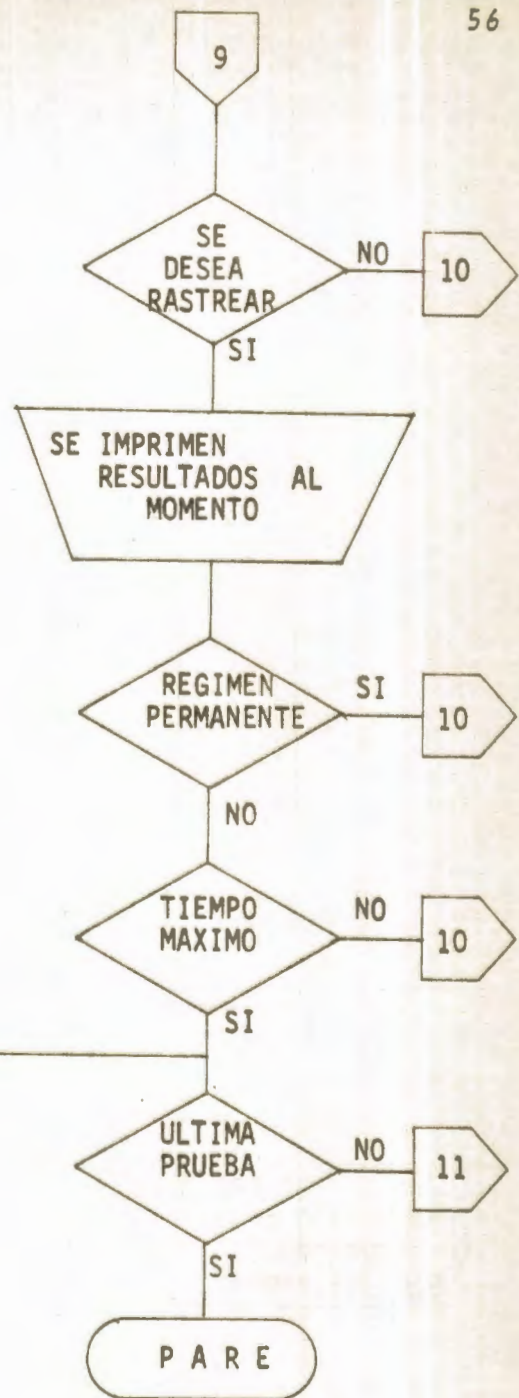 56
9
SE
DESEA
RASTREAR
NO
10
SI
SE IMPRIMEN
RESULTADOS AL
MOMENTO
REGIMEN
PERMANENTE
SI
10
NO
TIEMPO
MAXIMO
NO
10
SI
ULTIMA
PRUEBA
NO
11
SI
P A R E